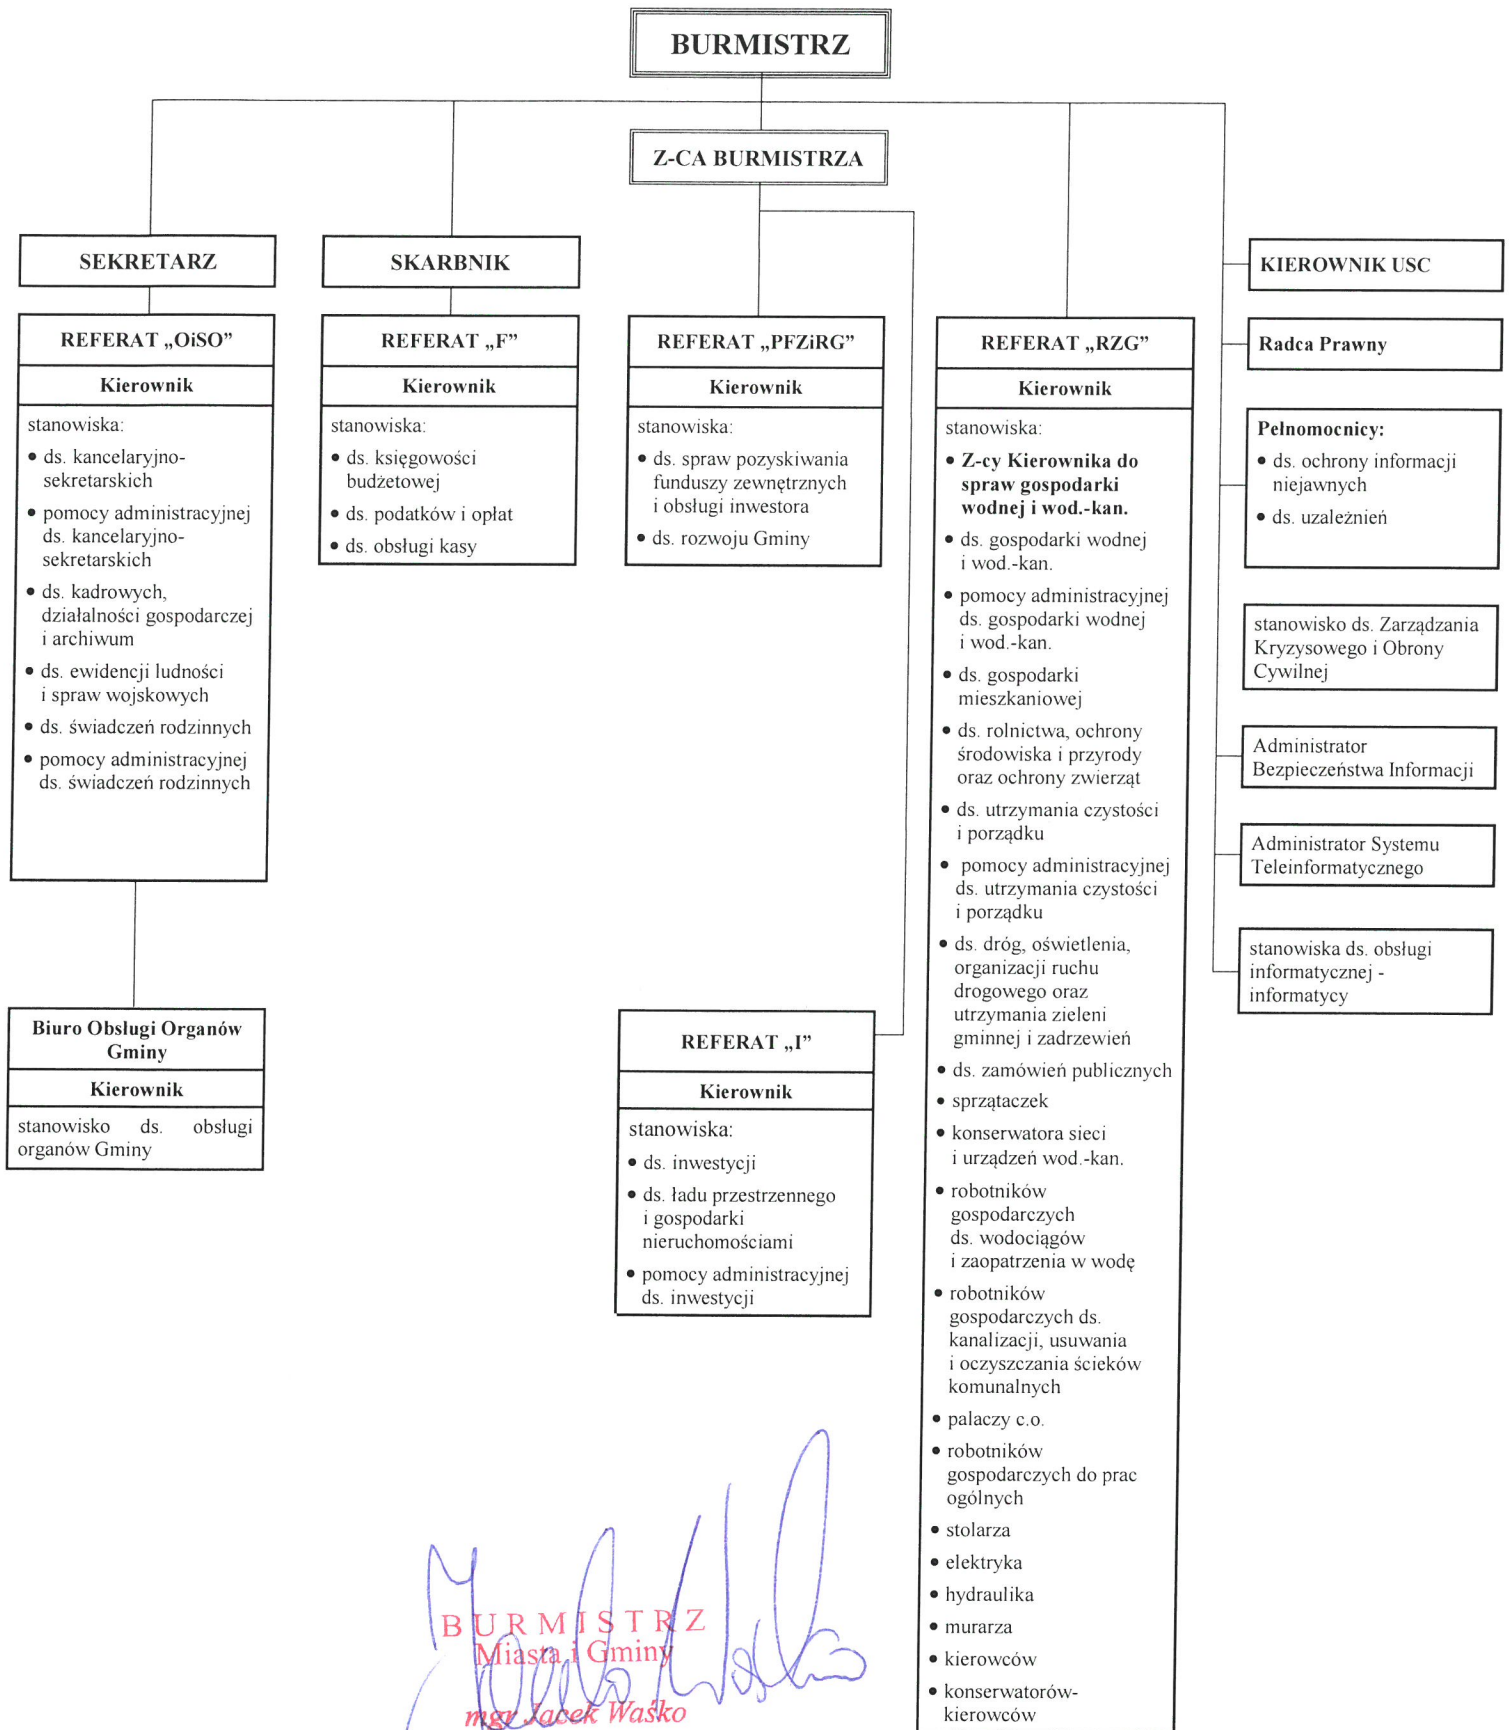 BURMISTRZ
Z-CA BURMISTRZA
SEKRETARZ
REFERAT „OiSO”
Kierownik
stanowiska:
• ds. kancelaryjno-
sekretarskich
• pomocy administracyjnej
ds. kancelaryjno-
sekretarskich
• ds. kadrowych,
działalności gospodarczej
i archiwum
• ds. ewidencji ludności
i spraw wojskowych
• ds. świadczeń rodzinnych
• pomocy administracyjnej
ds. świadczeń rodzinnych
Biuro Obsługi Organów
Gminy
Kierownik
stanowisko ds. obsługi
organów Gminy
SKARBNIK
REFERAT „F”
Kierownik
stanowiska:
• ds. księgowości
budżetowej
• ds. podatków i opłat
• ds. obsługi kasy
REFERAT „PFZiRG”
Kierownik
stanowiska:
• ds. spraw pozyskiwania
funduszy zewnętrznych
i obsługi inwestora
• ds. rozwoju Gminy
REFERAT „I”
Kierownik
stanowiska:
• ds. inwestycji
• ds. ładu przestrzennego
i gospodarki
nieruchomościami
• pomocy administracyjnej
ds. inwestycji
REFERAT „RZG”
Kierownik
stanowiska:
• Z-cy Kierownika do
spraw gospodarki
wodnej i wod.-kan.
• ds. gospodarki wodnej
i wod.-kan.
• pomocy administracyjnej
ds. gospodarki wodnej
i wod.-kan.
• ds. gospodarki
mieszkaniowej
• ds. rolnictwa, ochrony
środowiska i przyrody
oraz ochrony zwierząt
• ds. utrzymania czystości
i porządku
• pomocy administracyjnej
ds. utrzymania czystości
i porządku
• ds. dróg, oświetlenia,
organizacji ruchu
drogowego oraz
utrzymania zieleni
gminnej i zadrzewień
• ds. zamówień publicznych
• sprzątaczek
• konserwatora sieci
i urządzeń wod.-kan.
• robotników
gospodarczych
ds. wodociągów
i zaopatrzenia w wodę
• robotników
gospodarczych ds.
kanalizacji, usuwania
i oczyszczania ścieków
komunalnych
• palaczy c.o.
• robotników
gospodarczych do prac
ogólnych
• stolarza
• elektryka
• hydraulika
• murarza
• kierowców
• konserwatorów-
kierowców
KIEROWNIK USC
Radca Prawny
Pełnomocnicy:
• ds. ochrony informacji
niejawnych
• ds. uzależnień
stanowisko ds. Zarządzania
Kryzysowego i Obrony
Cywilnej
Administrator
Bezpieczeństwa Informacji
Administrator Systemu
Teleinformatycznego
stanowiska ds. obsługi
informatycznej -
informatycy
BURMISTRZ
Miasta i Gminy
mgr Jacek Waśko